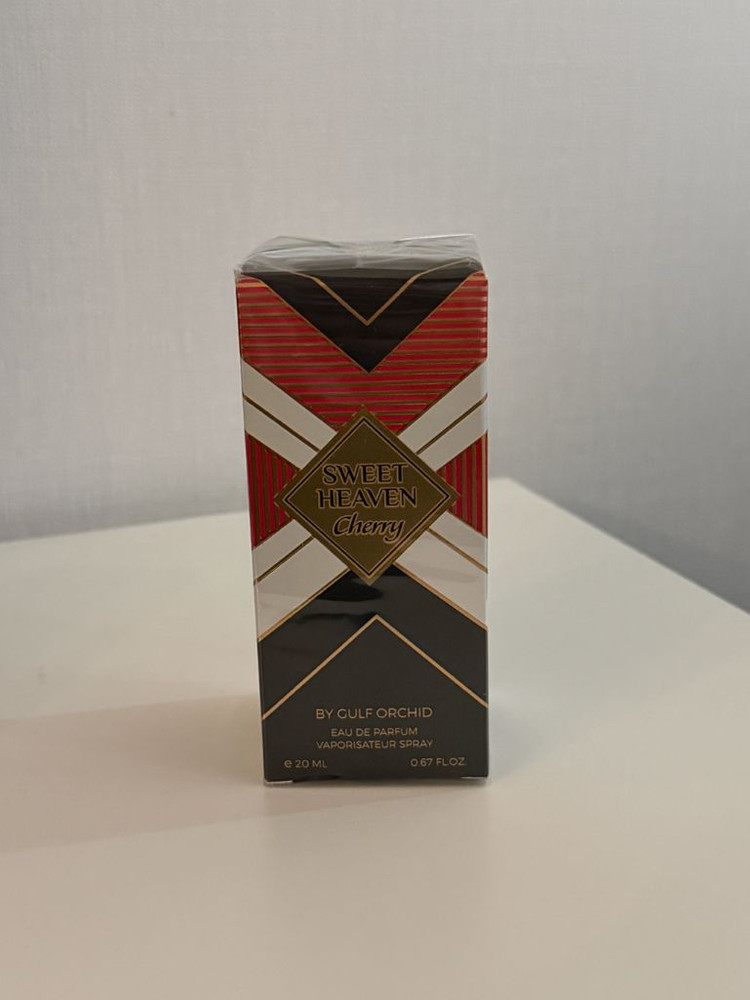 SWEET
HEAVEN
Cherry
BY GULF ORCHID
EAU DE PARFUM
VAPORISATEUR SPRAY
℮ 20 ML 0.67 FL.OZ.